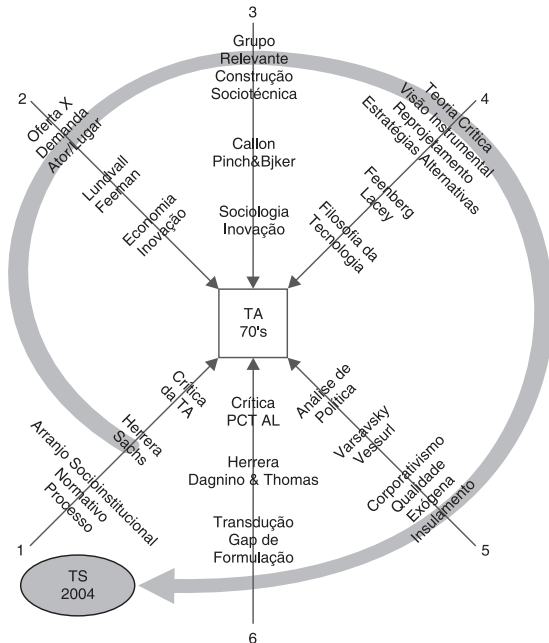 3
Grupo
Relevante
Construção
Sociotécnica
Callon
Pinch&Bjker
Sociologia
Inovação
2
Oferta X
Demanda
Ator/Lugar
Lundvall
Feeman
Economia
Inovação
4
Teoria Crítica
Visão Instrumental
Reprojetamento
Estratégias Alternativas
Feenberg
Lacey
Filosofia da
Tecnologia
TA
70's
Crítica
da TA
Herrera
Sachs
Arranjo Sociobinstitucional
Normativo
Processo
1
TS
2004
Crítica
PCT AL
Herrera
Dagnino & Thomas
Transdução
Gap de
Formulação
6
Análise de
Política
Varsavsky
Vessurl
Corporativismo
Qualidade
Exógena
Insulamento
5